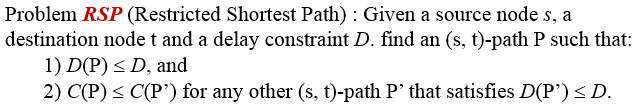 Problem RSP (Restricted Shortest Path) : Given a source node s, a
destination node t and a delay constraint D. find an (s, t)-path P such that:
1) D(P) ≤ D, and
2) C(P) ≤ C(P’) for any other (s, t)-path P’ that satisfies D(P’) ≤ D.